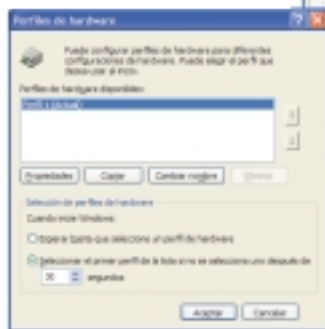 Perfiles de hardware
Puede configurar perfiles de hardware para diferentes
configuraciones de hardware. Puede elegir el perfil que
desea usar al inicio.
Perfiles de hardware disponibles:
Perfil 1 (Actual)
Propiedades Copiar Cambiar nombre Eliminar
Selección de perfiles de hardware
Cuando inicie Windows:
Esperar hasta que seleccione un perfil de hardware
Seleccionar el primer perfil de la lista si no se selecciona uno después de
30 segundos
Aceptar Cancelar